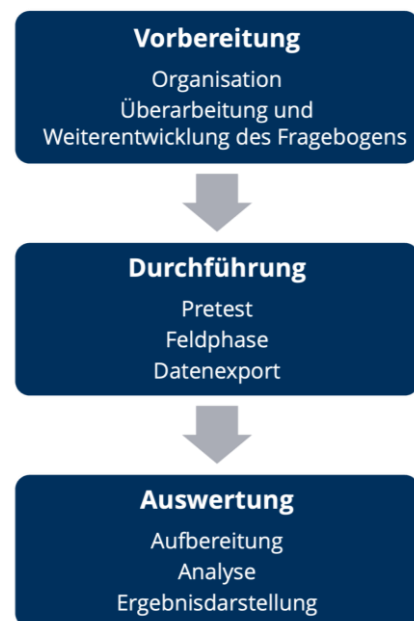 Vorbereitung
Organisation
Überarbeitung und
Weiterentwicklung des Fragebogens
Durchführung
Pretest
Feldphase
Datenexport
Auswertung
Aufbereitung
Analyse
Ergebnisdarstellung